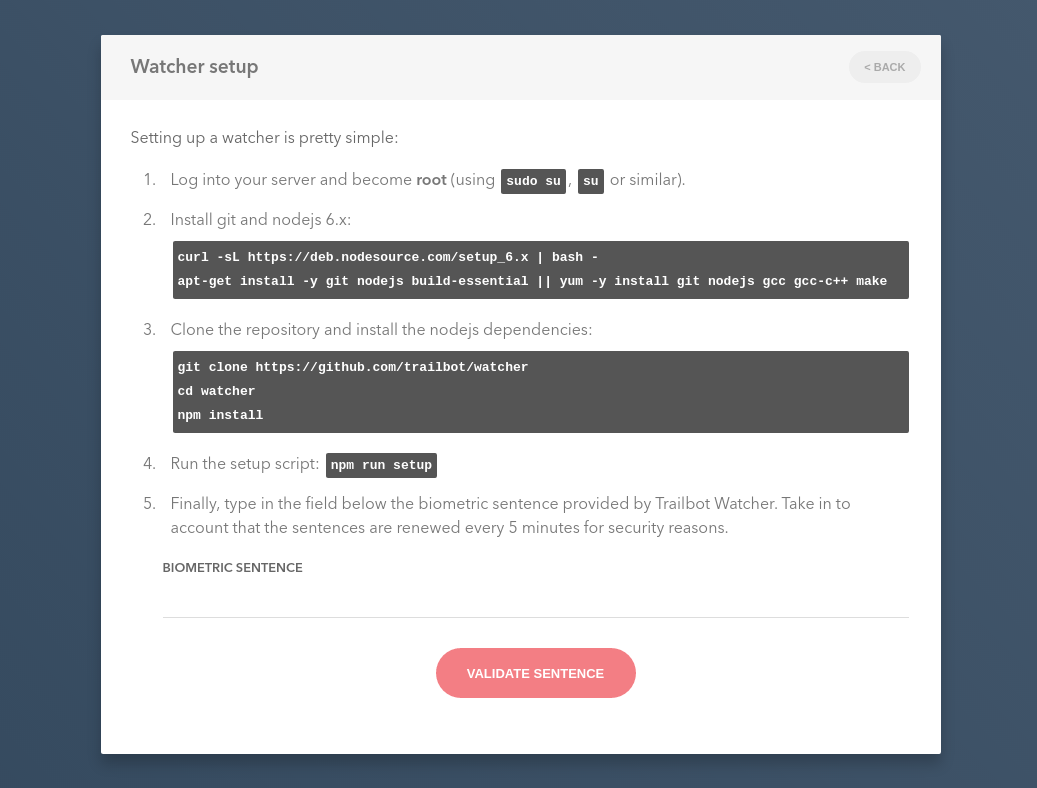 Watcher setup
< BACK
Setting up a watcher is pretty simple:
1. Log into your server and become root (using sudo su, su or similar).
2. Install git and nodejs 6.x:
curl -sL https://deb.nodesource.com/setup_6.x | bash -
apt-get install -y git nodejs build-essential || yum -y install git nodejs gcc gcc-c++ make
3. Clone the repository and install the nodejs dependencies:
git clone https://github.com/trailbot/watcher
cd watcher
npm install
4. Run the setup script: npm run setup
5. Finally, type in the field below the biometric sentence provided by Trailbot Watcher. Take in to
account that the sentences are renewed every 5 minutes for security reasons.
BIOMETRIC SENTENCE
VALIDATE SENTENCE